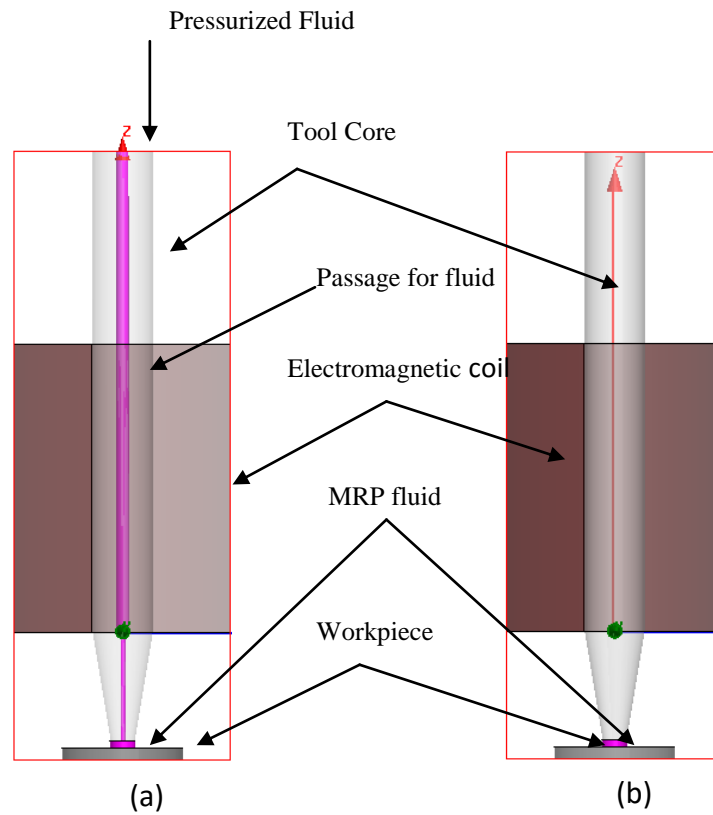 Pressurized Fluid
Z
Tool Core
Z
Passage for fluid
Electromagnetic coil
MRP fluid
Workpiece
(a)
(b)